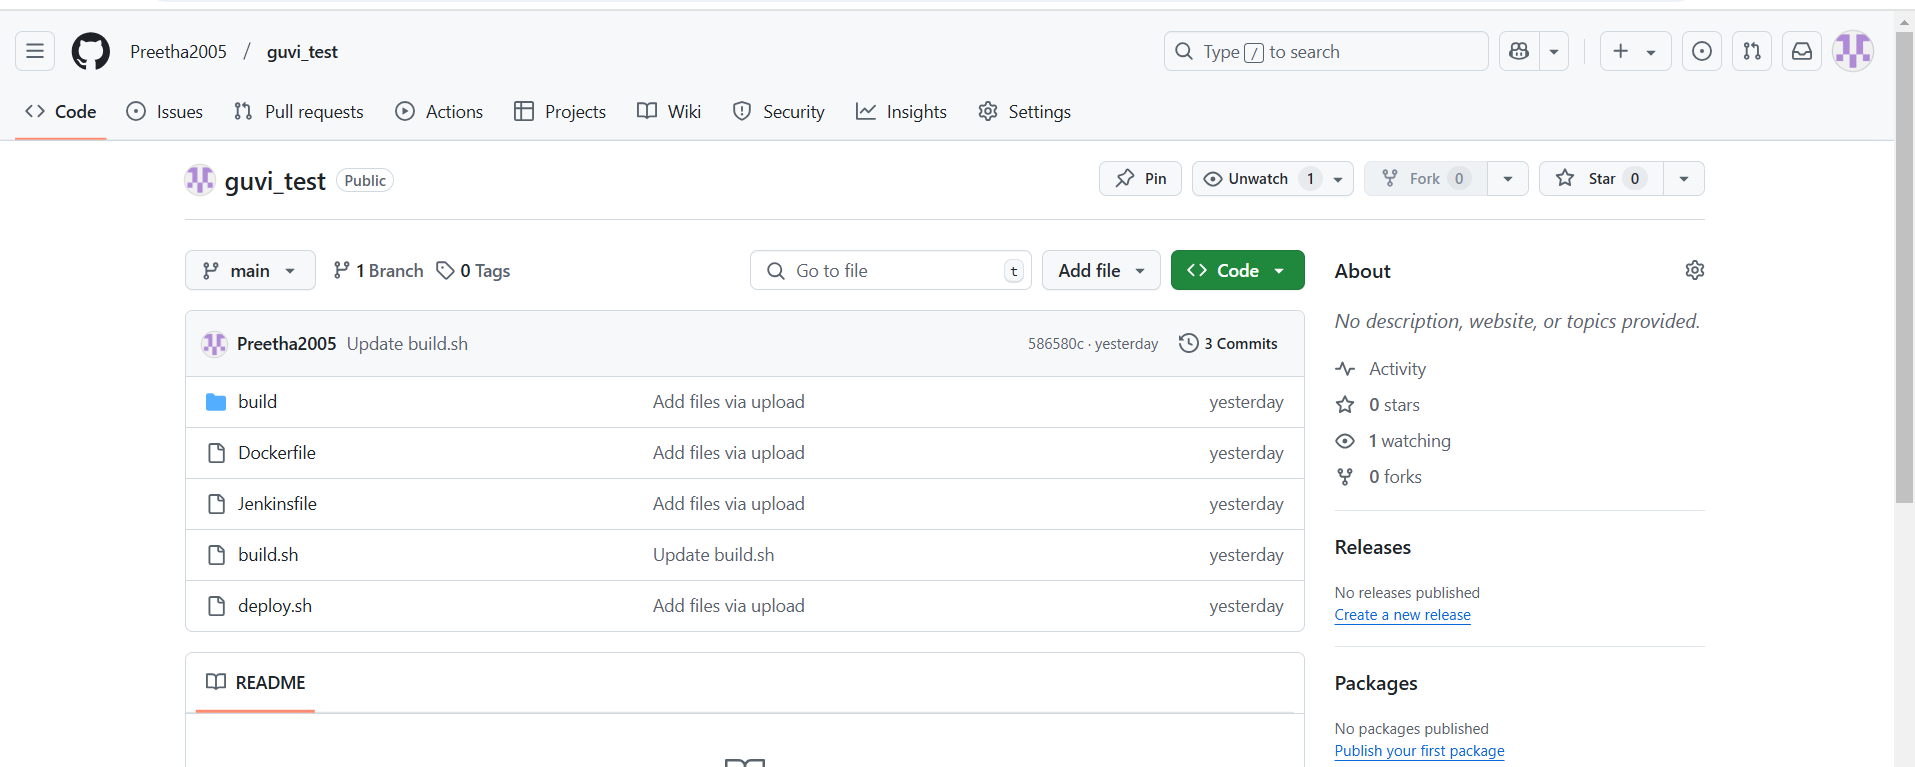 Preetha2005 / guvi_test
Type / to search
Code Issues Pull requests Actions Projects Wiki Security Insights Settings
guvi_test Public
Pin Unwatch 1 Fork 0 Star 0
main 1 Branch 0 Tags Go to file t Add file Code
Preetha2005 Update build.sh 586580c · yesterday 3 Commits
build Add files via upload yesterday
Dockerfile Add files via upload yesterday
Jenkinsfile Add files via upload yesterday
build.sh Update build.sh yesterday
deploy.sh Add files via upload yesterday
README
About
No description, website, or topics provided.
Activity
0 stars
1 watching
0 forks
Releases
No releases published
Create a new release
Packages
No packages published
Publish your first package